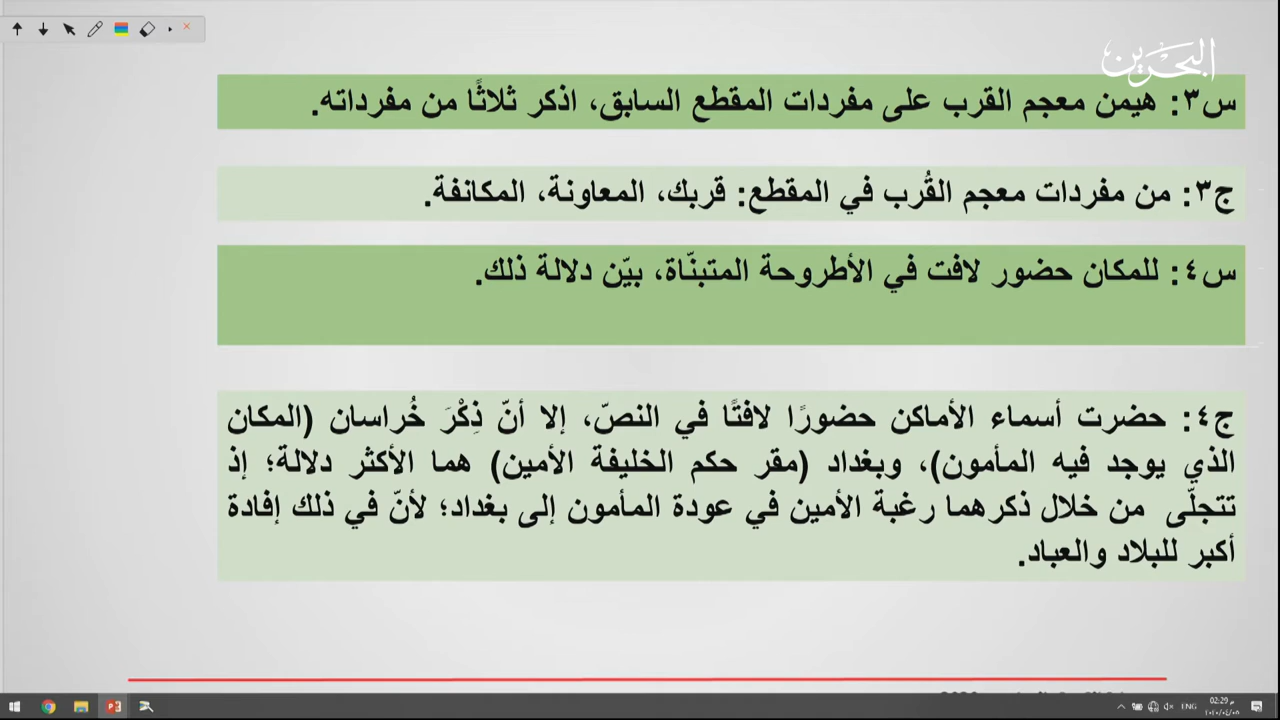 البحرين
س٣: هيمن معجم القرب على مفردات المقطع السابق، اذكر ثلاثًا من مفرداته.
ج٣: من مفردات معجم القُرب في المقطع: قربك، المعاونة، المكانفة.
س٤: للمكان حضور لافت في الأطروحة المتبنّاة، بيّن دلالة ذلك.
ج٤: حضرت أسماء الأماكن حضورًا لافتًا في النصّ، إلا أنّ ذِكْرَ خُراسان (المكان
الذي يوجد فيه المأمون)، وبغداد (مقر حكم الخليفة الأمين) هما الأكثر دلالة؛ إذ
تتجلّى من خلال ذكرهما رغبة الأمين في عودة المأمون إلى بغداد؛ لأنّ في ذلك إفادة
أكبر للبلاد والعباد.
ENG
02:29 م